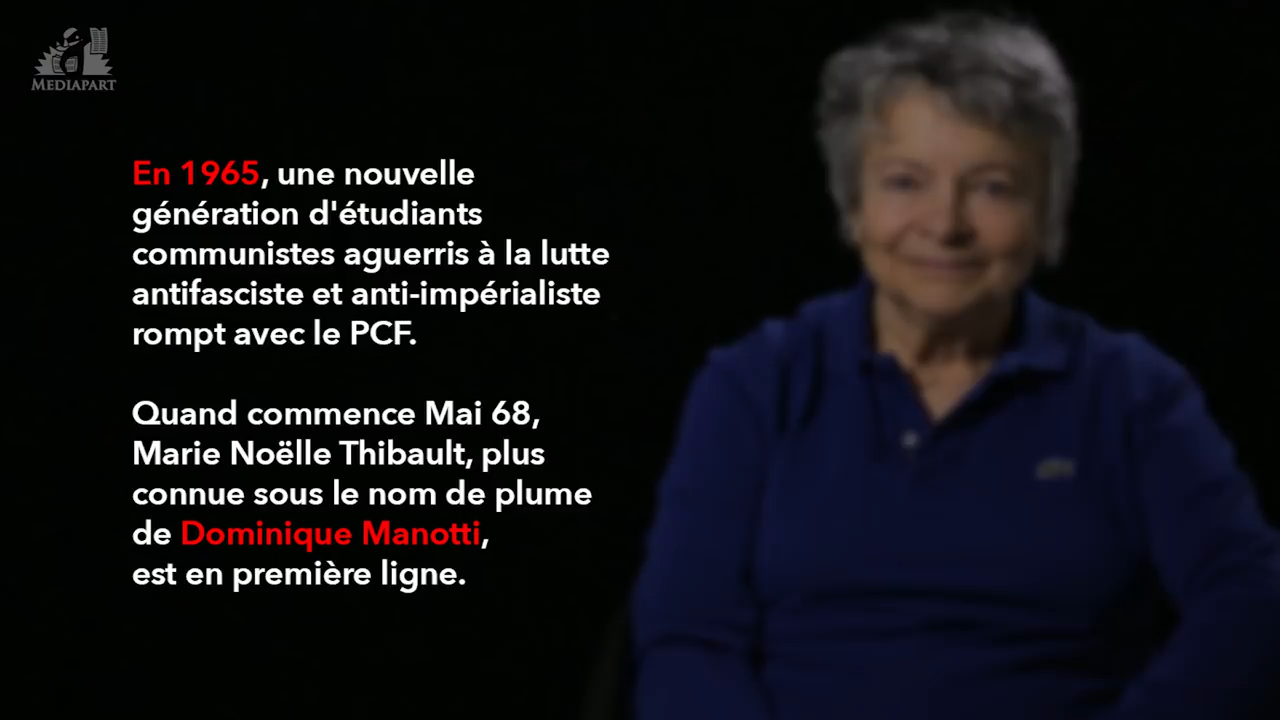 MEDIAPART
En 1965, une nouvelle
génération d'étudiants
communistes aguerris à la lutte
antifasciste et anti-impérialiste
rompt avec le PCF.
Quand commence Mai 68,
Marie Noëlle Thibault, plus
connue sous le nom de plume
de Dominique Manotti,
est en première ligne.